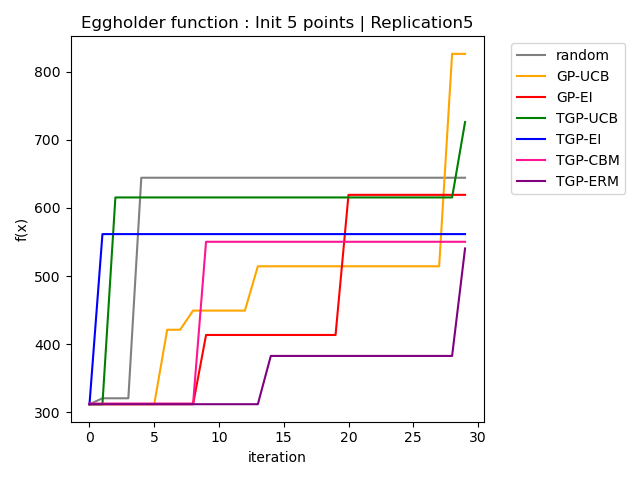 Eggholder function : Init 5 points | Replication5
800
700
600
500
400
300
f(x)
0 5 10 15 20 25 30
iteration
random
GP-UCB
GP-EI
TGP-UCB
TGP-EI
TGP-CBM
TGP-ERM